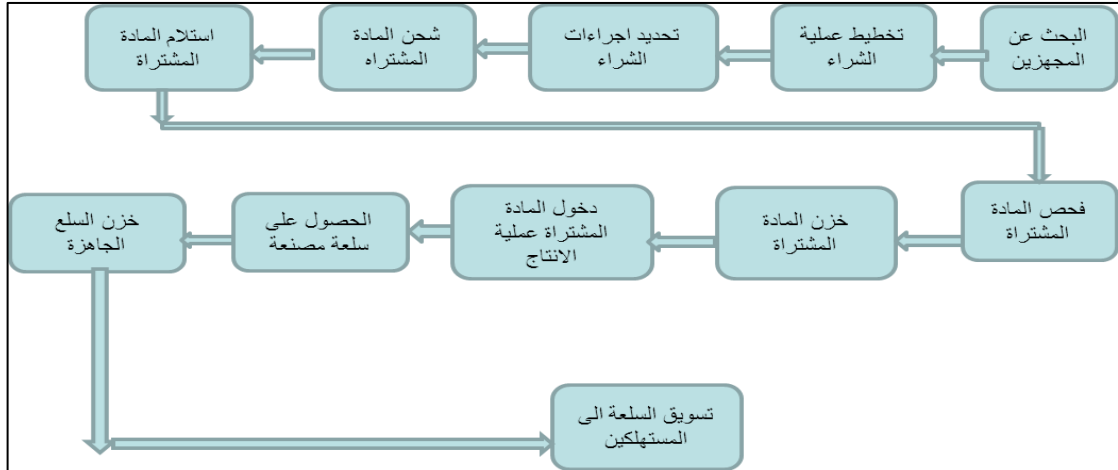 البحث عن
المجهزين
تخطيط عملية
الشراء
تحديد اجراءات
الشراء
شحن المادة
المشتراه
استلام المادة
المشتراة
فحص المادة
المشتراة
خزن المادة
المشتراة
دخول المادة
المشتراة عملية
الانتاج
الحصول على
سلعة مصنعة
خزن السلع
الجاهزة
تسويق السلعة الى
المستهلكين